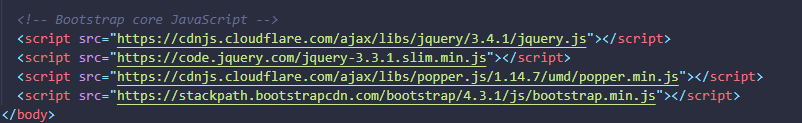 <!-- Bootstrap core JavaScript -->
<script src="https://cdnjs.cloudflare.com/ajax/libs/jquery/3.4.1/jquery.js"></script>
<script src="https://code.jquery.com/jquery-3.3.1.slim.min.js"></script>
<script src="https://cdnjs.cloudflare.com/ajax/libs/popper.js/1.14.7/umd/popper.min.js"></script>
<script src="https://stackpath.bootstrapcdn.com/bootstrap/4.3.1/js/bootstrap.min.js"></script>
</body>